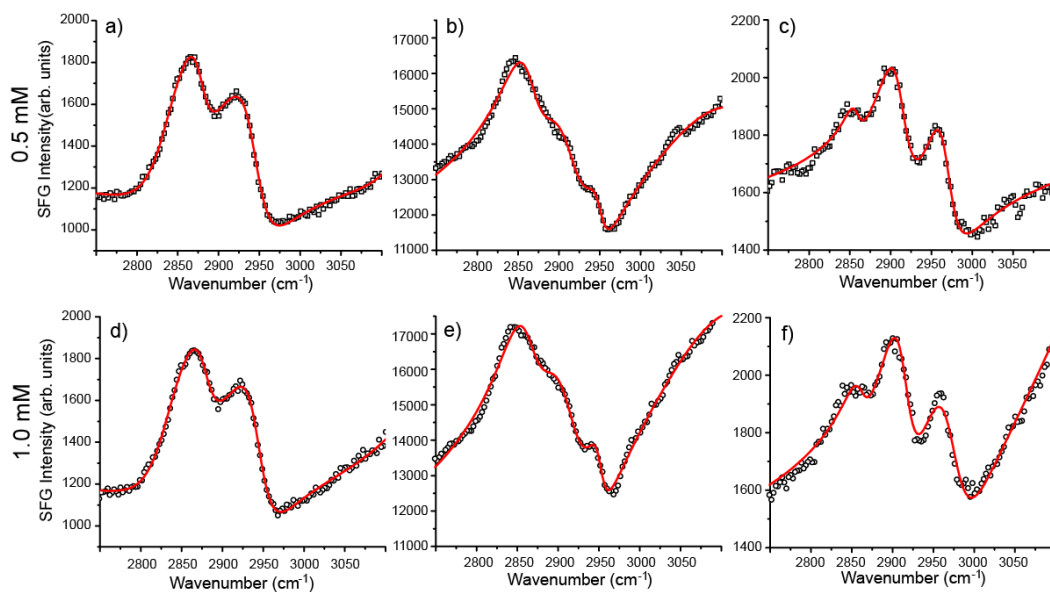 0.5 mM
SFG Intensity(arb. units)
a)
2000
1800
1600
1400
1200
1000
2800 2850 2900 2950 3000 3050
Wavenumber (cm⁻¹)
b)
17000
16000
15000
14000
13000
12000
11000
2800 2850 2900 2950 3000 3050
Wavenumber (cm⁻¹)
c)
2200
2000
1800
1600
1400
2800 2850 2900 2950 3000 3050
Wavenumber (cm⁻¹)
1.0 mM
SFG Intensity (arb. units)
d)
2000
1800
1600
1400
1200
1000
2800 2850 2900 2950 3000 3050
Wavenumber (cm⁻¹)
e)
17000
16000
15000
14000
13000
12000
11000
2800 2850 2900 2950 3000 3050
Wavenumber (cm⁻¹)
f)
2200
2000
1800
1600
1400
2800 2850 2900 2950 3000 3050
Wavenumber (cm⁻¹)